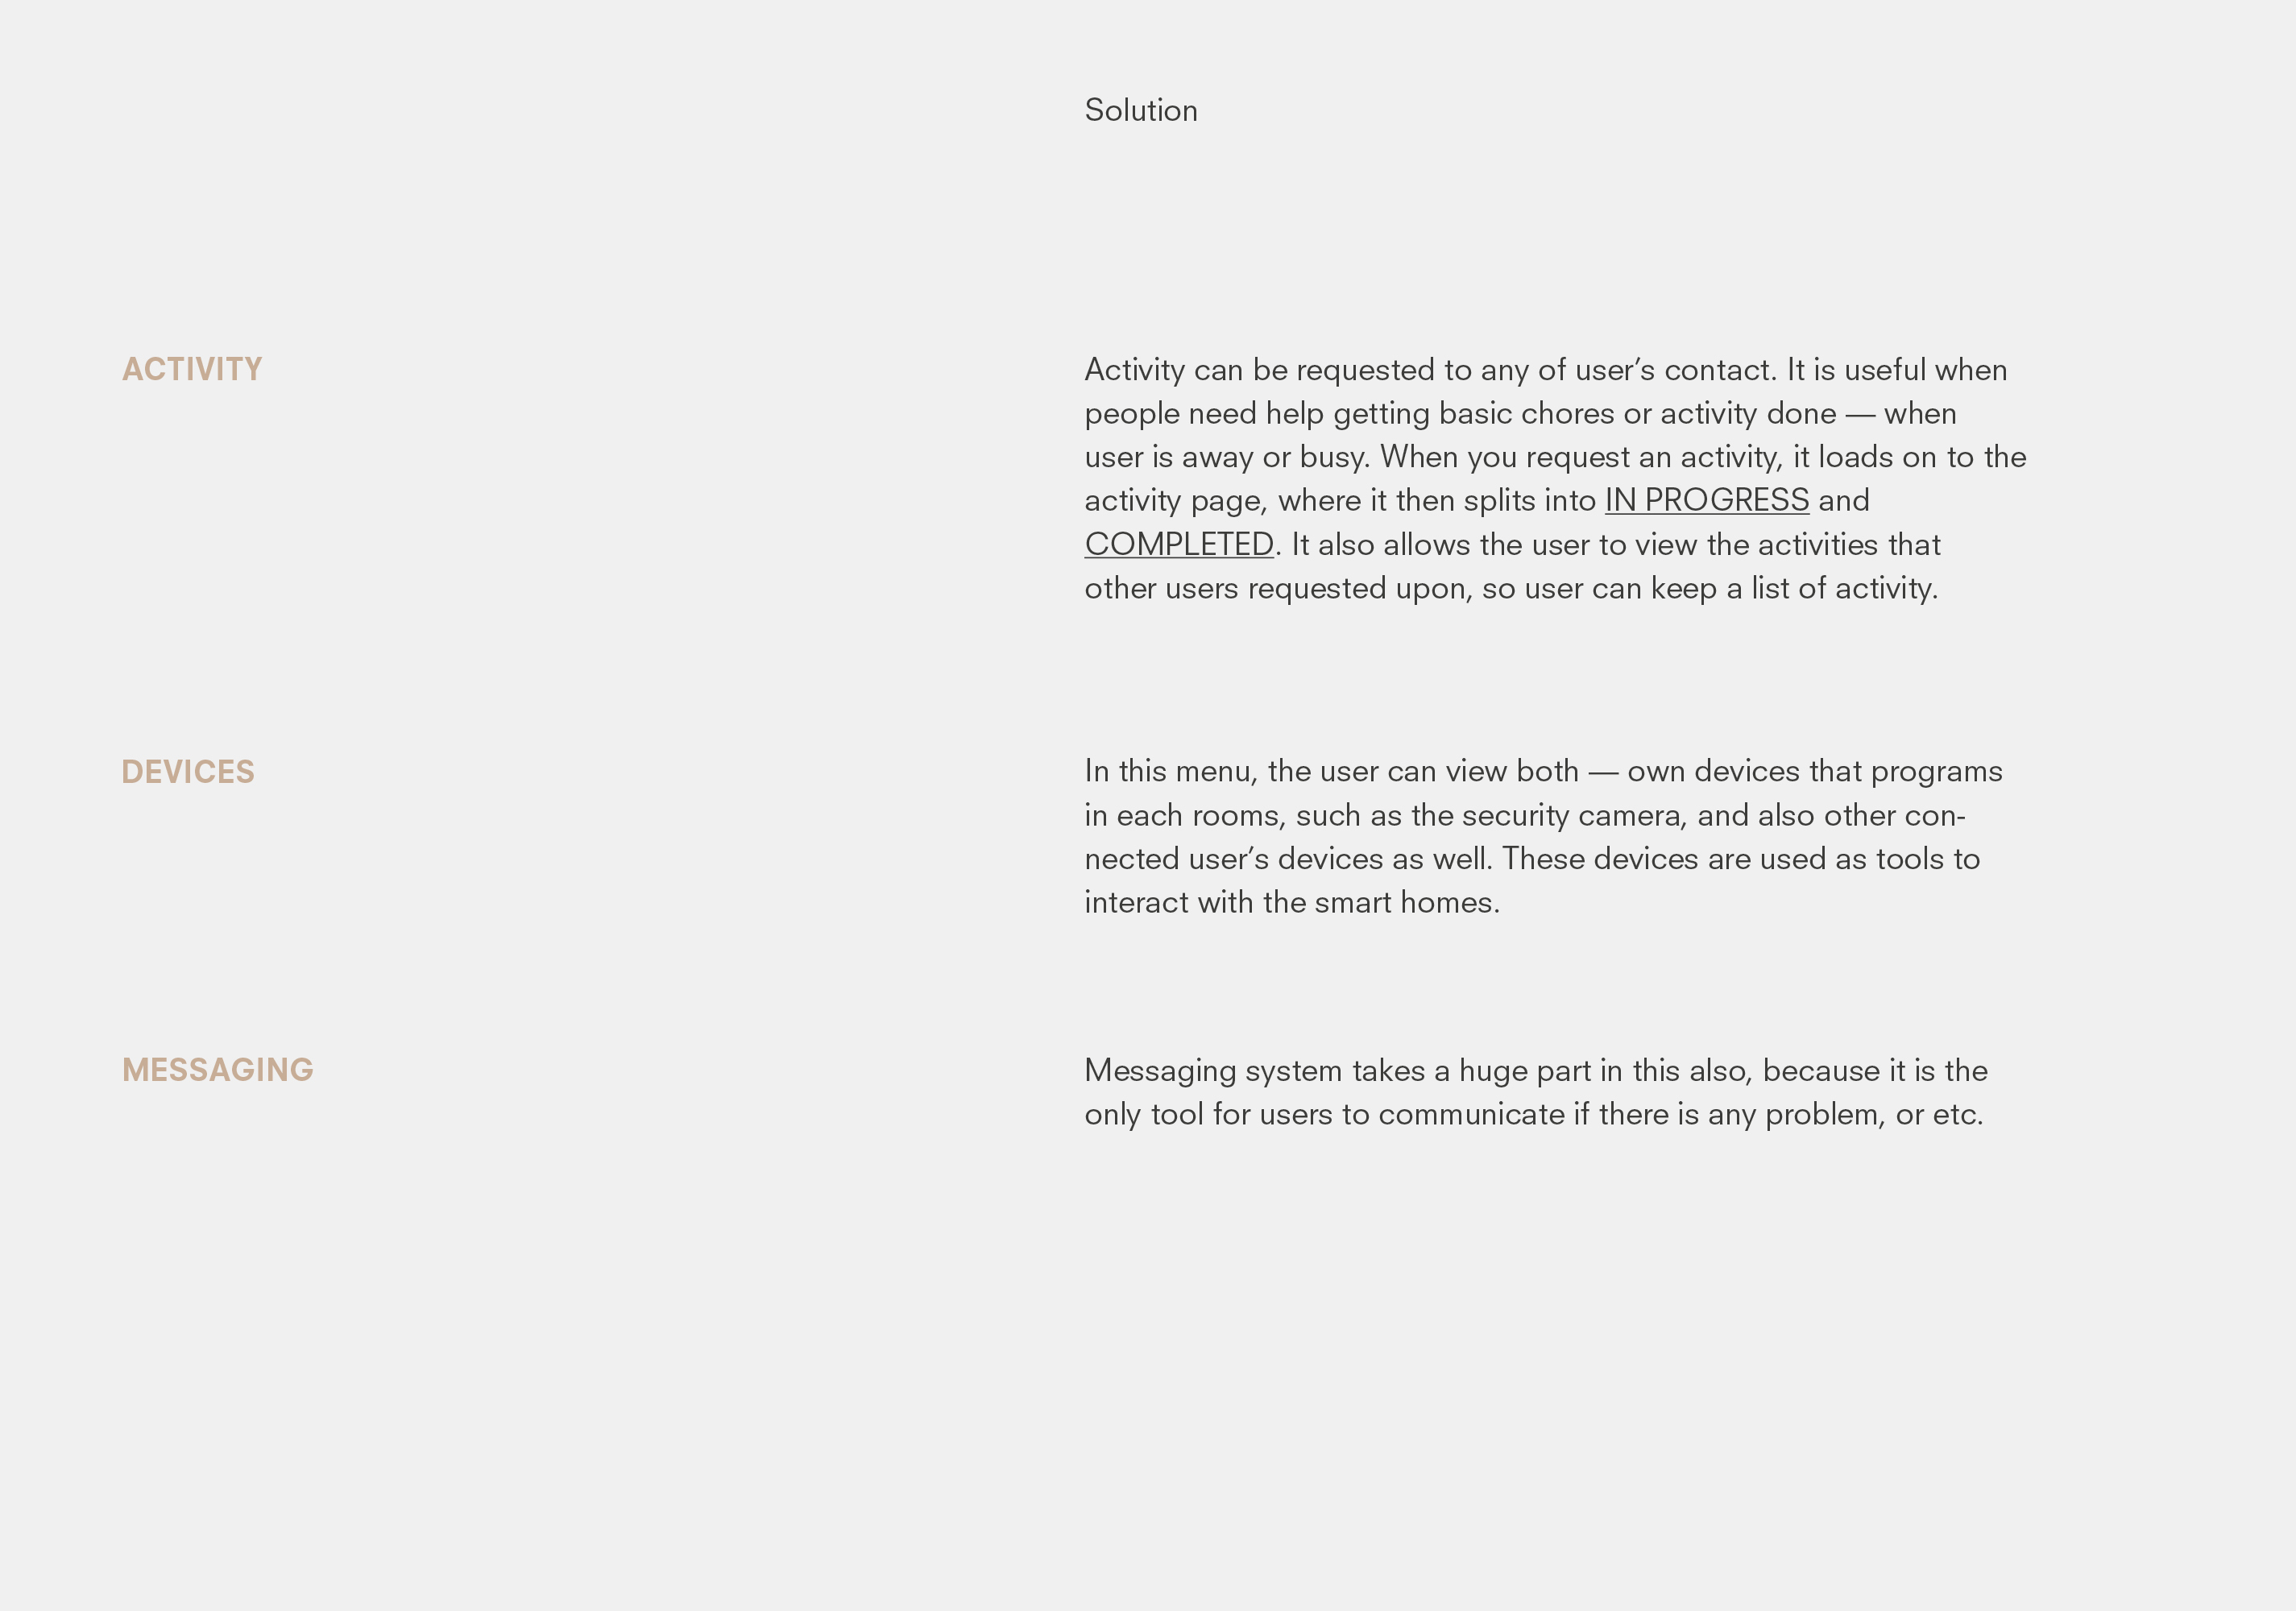 Solution
ACTIVITY
Activity can be requested to any of user’s contact. It is useful when
people need help getting basic chores or activity done — when
user is away or busy. When you request an activity, it loads on to the
activity page, where it then splits into IN PROGRESS and
COMPLETED. It also allows the user to view the activities that
other users requested upon, so user can keep a list of activity.
DEVICES
In this menu, the user can view both — own devices that programs
in each rooms, such as the security camera, and also other con-
nected user’s devices as well. These devices are used as tools to
interact with the smart homes.
MESSAGING
Messaging system takes a huge part in this also, because it is the
only tool for users to communicate if there is any problem, or etc.